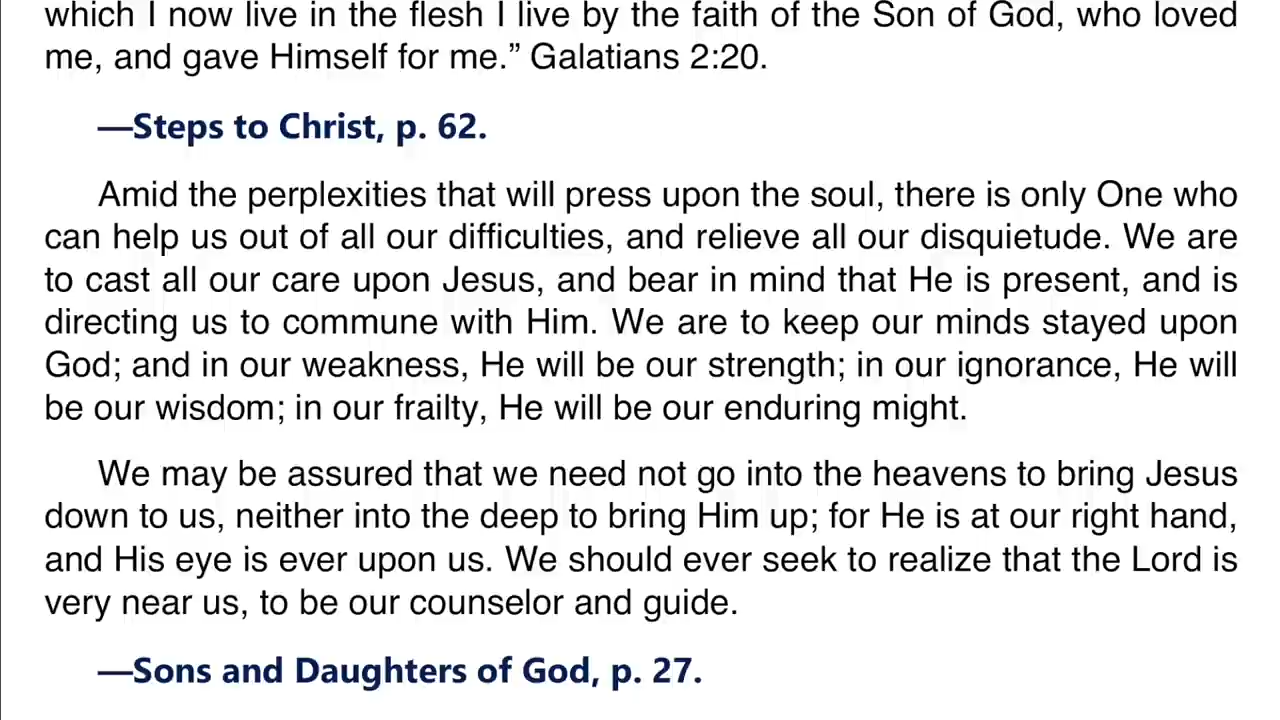 which I now live in the flesh I live by the faith of the Son of God, who loved
me, and gave Himself for me.” Galatians 2:20.
—Steps to Christ, p. 62.
Amid the perplexities that will press upon the soul, there is only One who
can help us out of all our difficulties, and relieve all our disquietude. We are
to cast all our care upon Jesus, and bear in mind that He is present, and is
directing us to commune with Him. We are to keep our minds stayed upon
God; and in our weakness, He will be our strength; in our ignorance, He will
be our wisdom; in our frailty, He will be our enduring might.
We may be assured that we need not go into the heavens to bring Jesus
down to us, neither into the deep to bring Him up; for He is at our right hand,
and His eye is ever upon us. We should ever seek to realize that the Lord is
very near us, to be our counselor and guide.
—Sons and Daughters of God, p. 27.